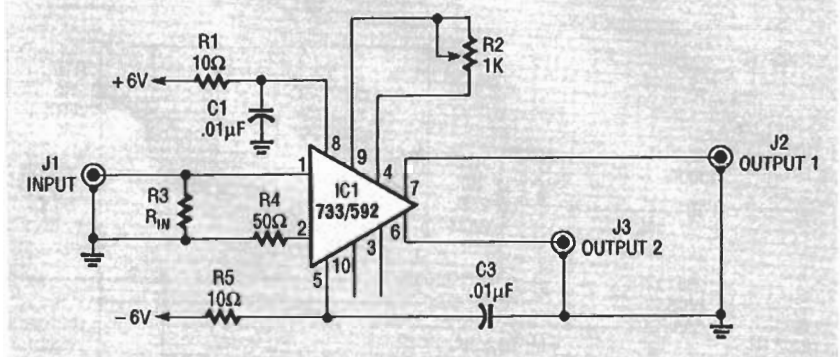 R1
10Ω
+6V
C1
.01µF
R2
1K
8
9
4
J1
INPUT
1
R3
R_IN
R4
50Ω
2
IC1
733/592
7
6
J2
OUTPUT 1
J3
OUTPUT 2
5
10
3
R5
10Ω
−6V
C3
.01µF